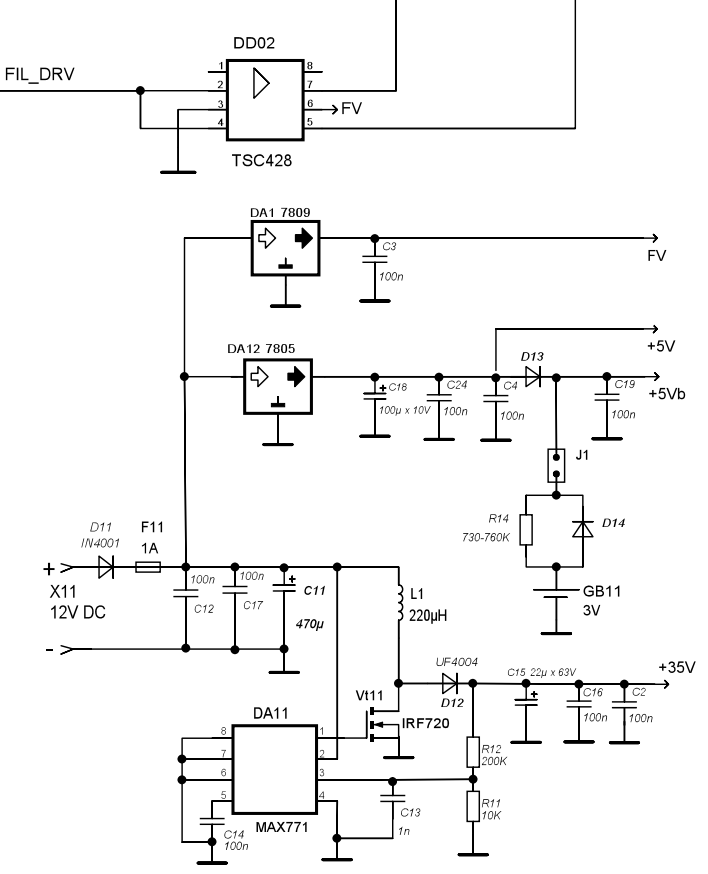 DD02
FIL_DRV
1 8
2 7
3 6 FV
4 5
TSC428
DA1 7809
C3
100n
FV
+5V
DA12 7805
D13
+5Vb
+ C18
100µ x 10V
C24
100n
C4
100n
C19
100n
J1
R14
730-760K
D14
GB11
3V
D11
IN4001
F11
1A
+
X11
12V DC
-
100n
C12
100n
C17
+
C11
470µ
L1
220µH
UF4004
D12
C15 22µ x 63V
+
+35V
C16
100n
C2
100n
Vt11
IRF720
DA11
8 1
7 2
6 3
5 4
MAX771
C14
100n
C13
1n
R12
200K
R11
10K